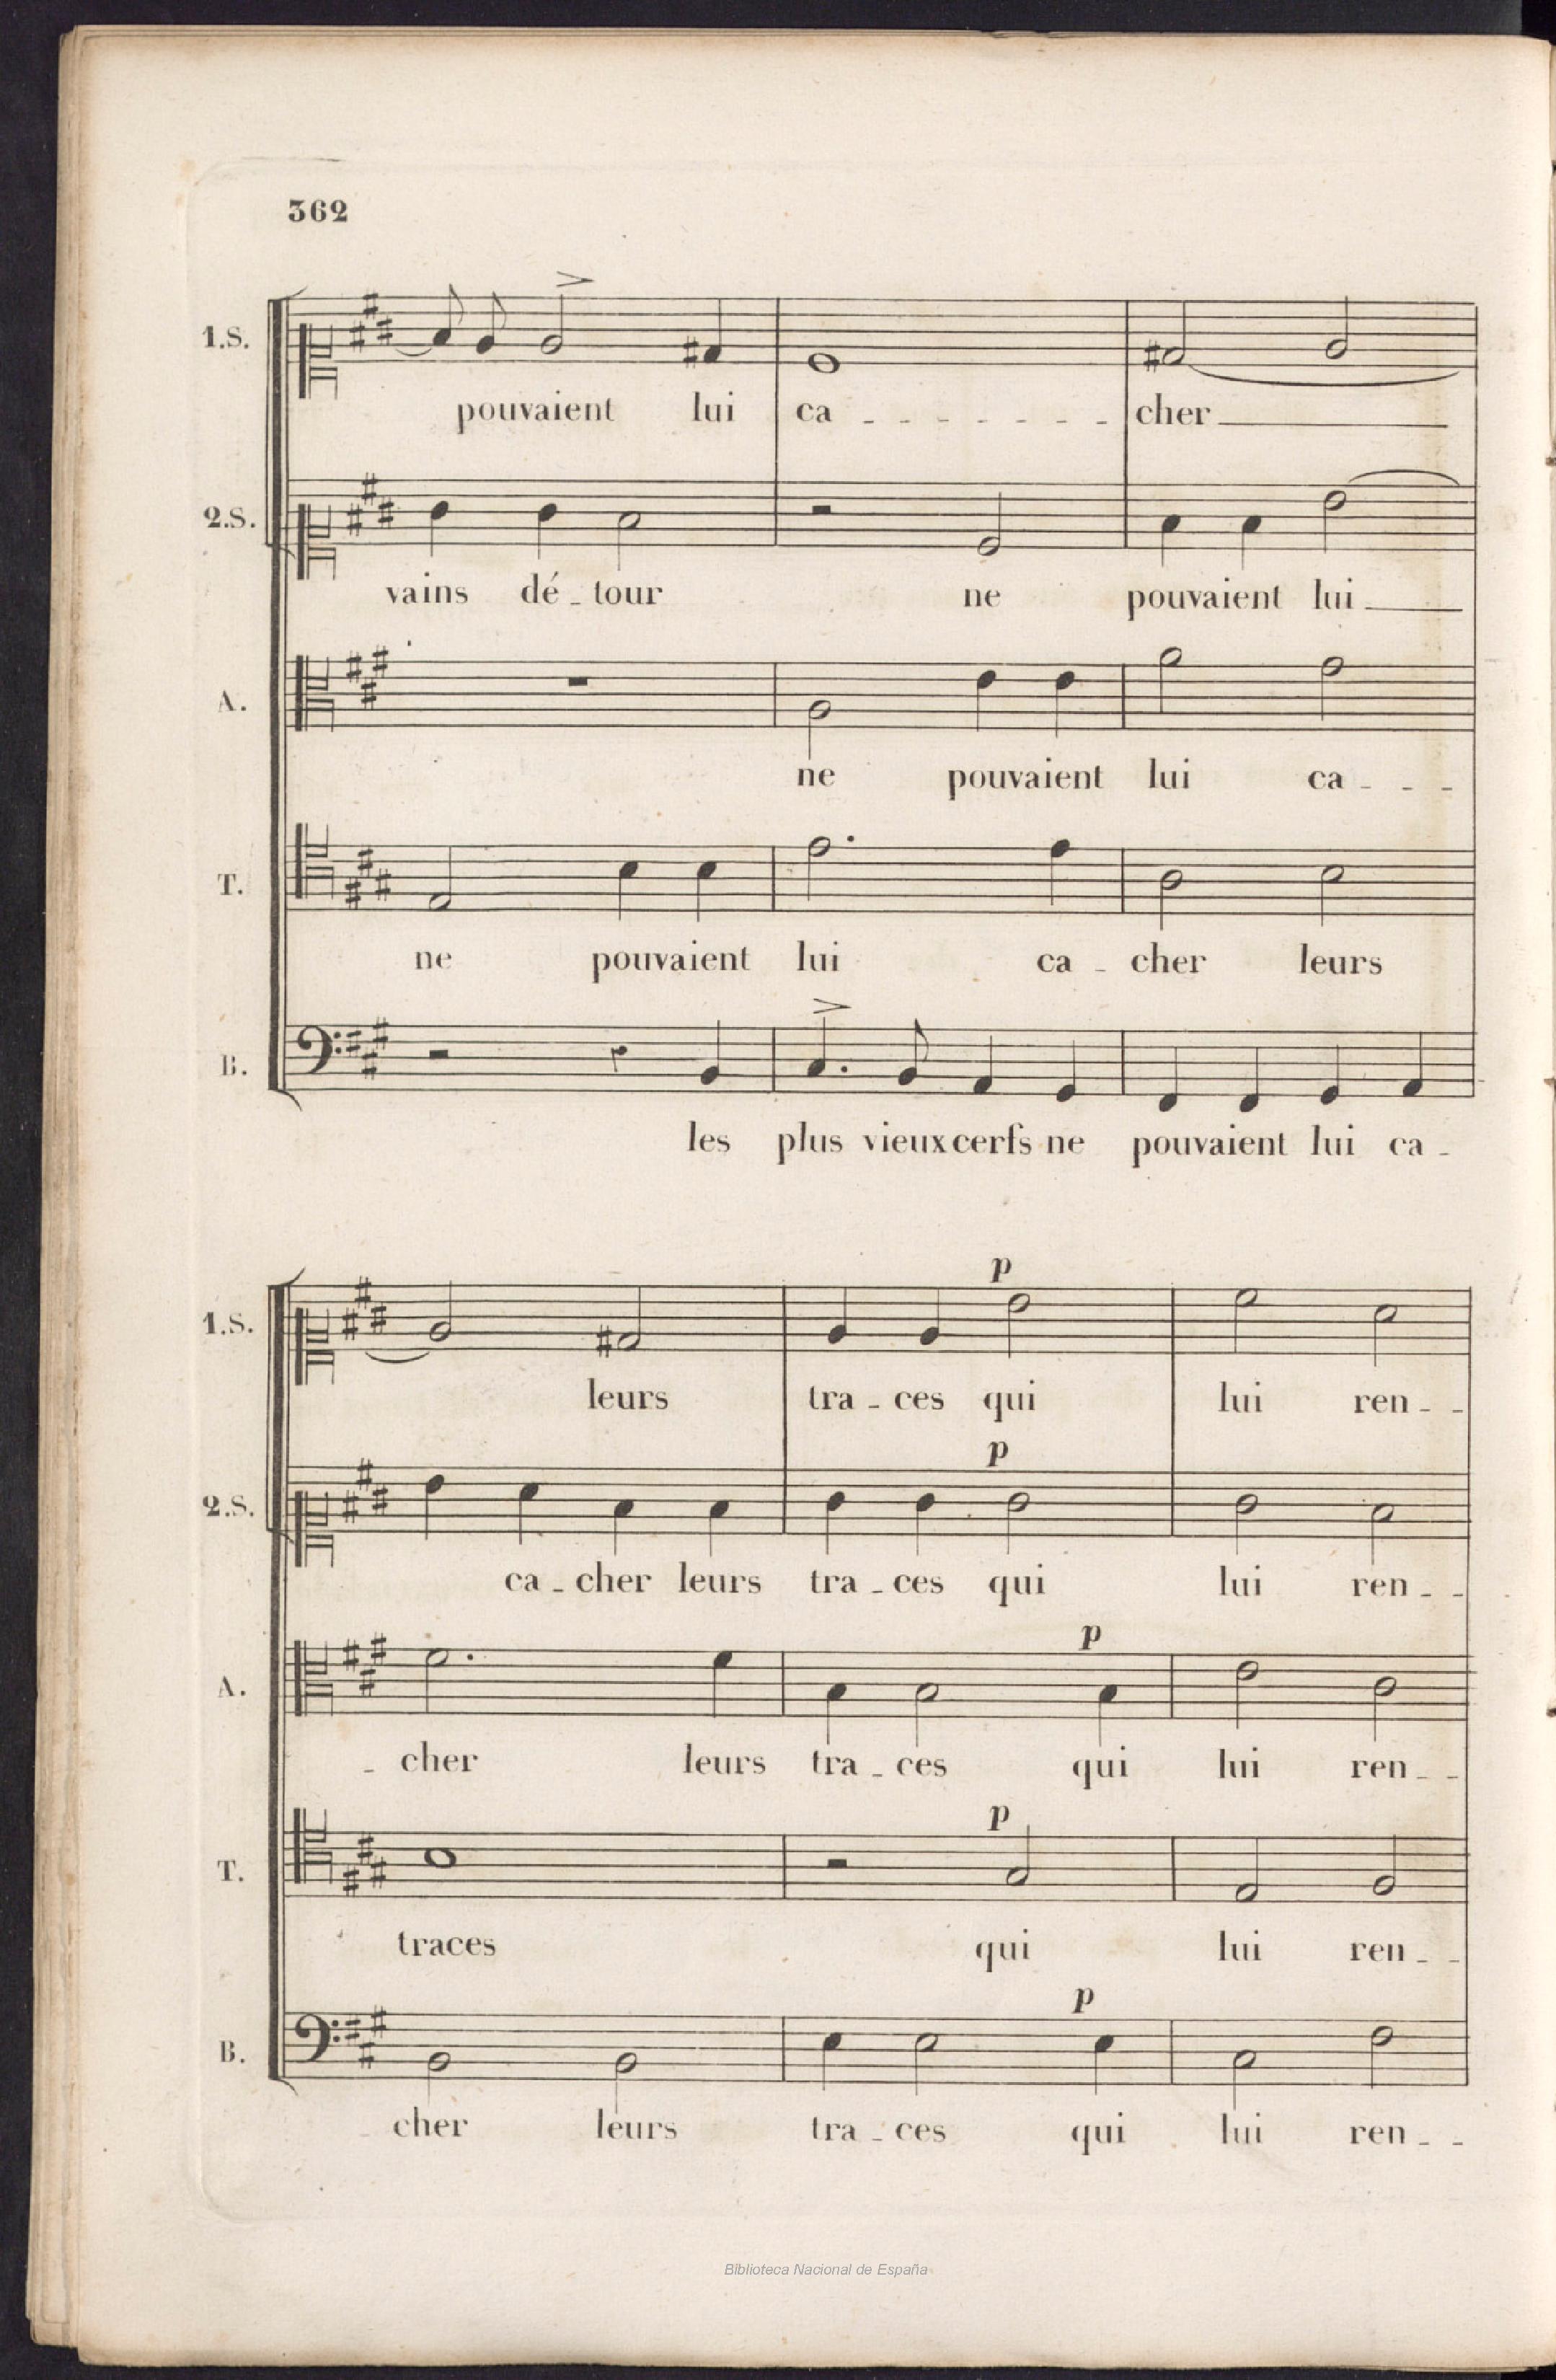 362
1.S.
pouvaient lui ca - - - - - - cher
2.S.
vains dé - tour ne pouvaient lui
A.
ne pouvaient lui ca - - -
T.
ne pouvaient lui ca - cher leurs
B.
les plus vieux cerfs ne pouvaient lui ca -
1.S.
p
leurs tra - ces qui lui ren - -
2.S.
p
ca - cher leurs tra - ces qui lui ren - -
A.
p
- cher leurs tra - ces qui lui ren - -
T.
p
traces qui lui ren - -
B.
p
cher leurs tra - ces qui lui ren - -
Biblioteca Nacional de España